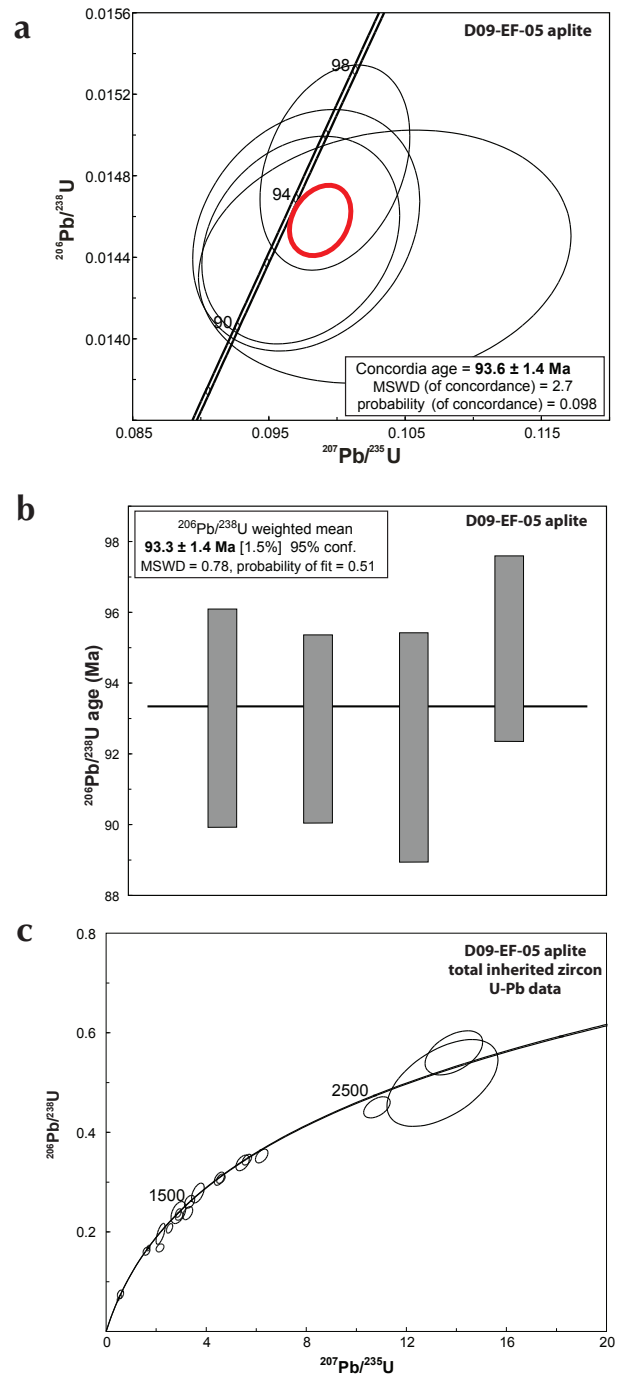 a
D09-EF-05 aplite
0.0156
0.0152
0.0148
0.0144
0.0140
98
94
90
²⁰⁶Pb/²³⁸U
Concordia age = 93.6 ± 1.4 Ma
MSWD (of concordance) = 2.7
probability (of concordance) = 0.098
0.085
0.095
0.105
0.115
²⁰⁷Pb/²³⁵U
b
D09-EF-05 aplite
²⁰⁶Pb/²³⁸U weighted mean
93.3 ± 1.4 Ma [1.5%] 95% conf.
MSWD = 0.78, probability of fit = 0.51
98
96
94
92
90
88
²⁰⁶Pb/²³⁸U age (Ma)
c
D09-EF-05 aplite
total inherited zircon
U-Pb data
0.8
0.6
0.4
0.2
2500
1500
²⁰⁶Pb/²³⁸U
0
4
8
12
16
20
²⁰⁷Pb/²³⁵U